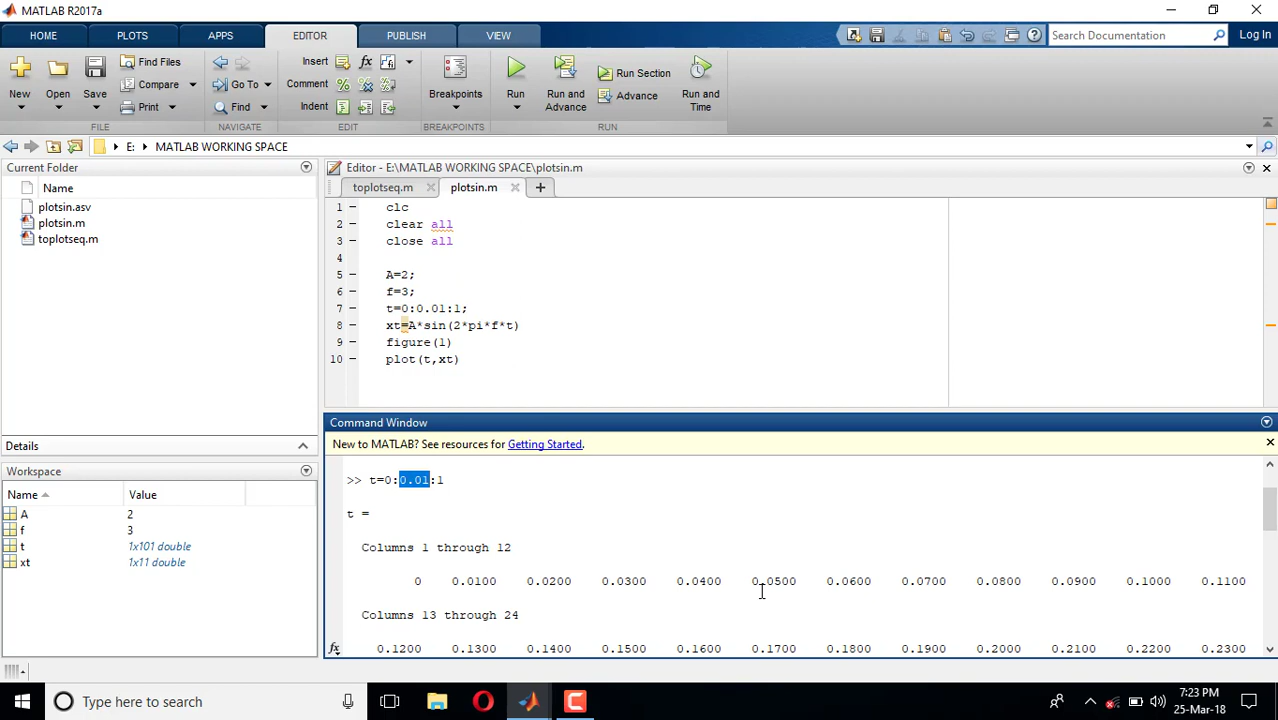 MATLAB R2017a
HOME PLOTS APPS EDITOR PUBLISH VIEW Search Documentation Log In
New Open Save Find Files Compare Print
Go To Find
Insert fx Comment Indent
Breakpoints
Run Run and Advance Run Section Advance Run and Time
FILE NAVIGATE EDIT BREAKPOINTS RUN
E: MATLAB WORKING SPACE
Current Folder
Name
plotsin.asv
plotsin.m
toplotseq.m
Details
Workspace
Name Value
A 2
f 3
t 1x101 double
xt 1x11 double
Editor - E:\MATLAB WORKING SPACE\plotsin.m
toplotseq.m plotsin.m
1 clc
2 clear all
3 close all
4
5 A=2;
6 f=3;
7 t=0:0.01:1;
8 xt=A*sin(2*pi*f*t)
9 figure(1)
10 plot(t,xt)
Command Window
New to MATLAB? See resources for Getting Started.
>> t=0:0.01:1
t =
Columns 1 through 12
0 0.0100 0.0200 0.0300 0.0400 0.0500 0.0600 0.0700 0.0800 0.0900 0.1000 0.1100
Columns 13 through 24
fx 0.1200 0.1300 0.1400 0.1500 0.1600 0.1700 0.1800 0.1900 0.2000 0.2100 0.2200 0.2300
Type here to search
7:23 PM
25-Mar-18